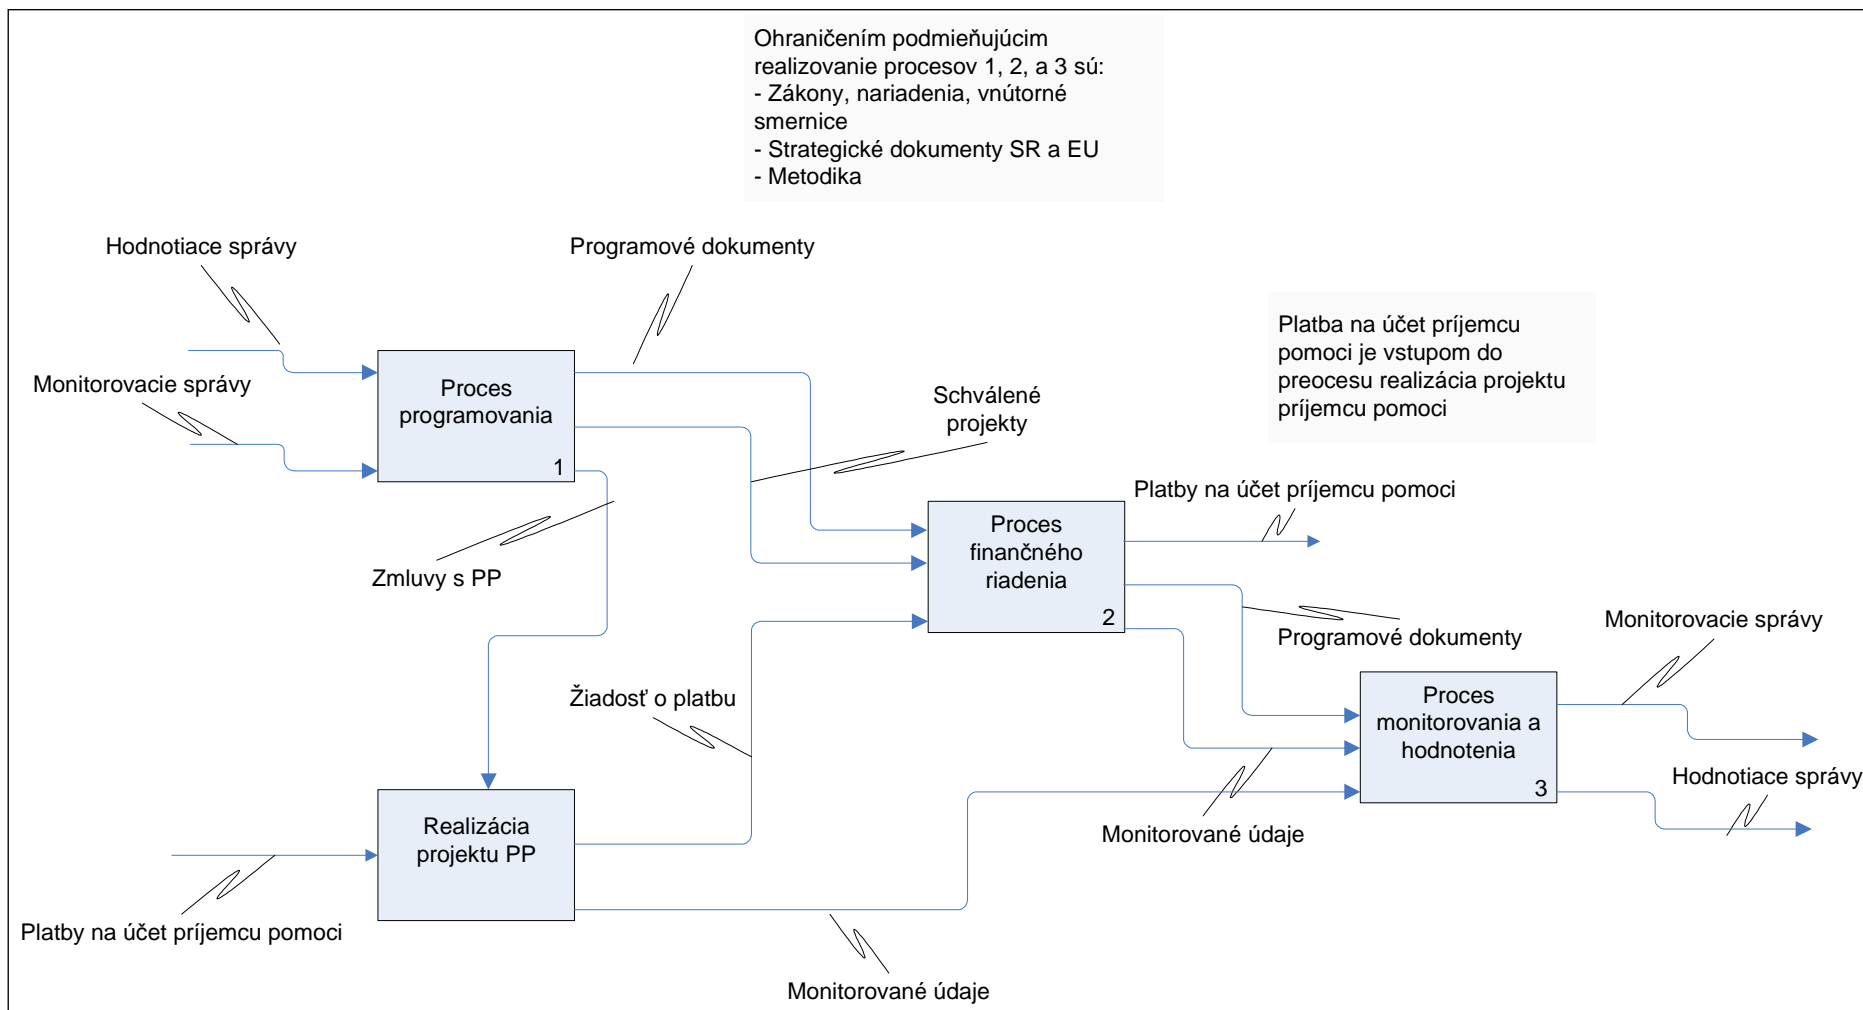 Ohraničením podmieňujúcim
realizovanie procesov 1, 2, a 3 sú:
- Zákony, nariadenia, vnútorné
smernice
- Strategické dokumenty SR a EU
- Metodika
Hodnotiace správy
Programové dokumenty
Platba na účet príjemcu
pomoci je vstupom do
preocesu realizácia projektu
príjemcu pomoci
Monitorovacie správy
Proces
programovania
1
Schválené
projekty
Platby na účet príjemcu pomoci
Zmluvy s PP
Proces
finančného
riadenia
2
Programové dokumenty
Monitorovacie správy
Žiadosť o platbu
Proces
monitorovania a
hodnotenia
3
Hodnotiace správy
Realizácia
projektu PP
Monitorované údaje
Platby na účet príjemcu pomoci
Monitorované údaje